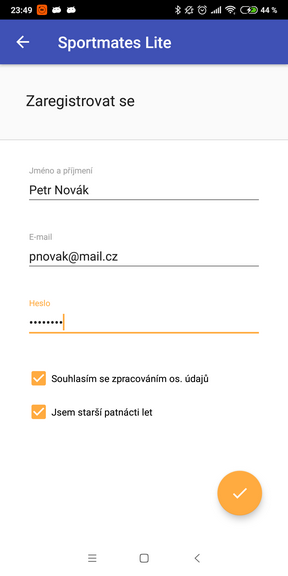 23:49 44 %
Sportmates Lite
Zaregistrovat se
Jméno a příjmení
Petr Novák
E-mail
pnovak@mail.cz
Heslo
••••••••
Souhlasím se zpracováním os. údajů
Jsem starší patnácti let